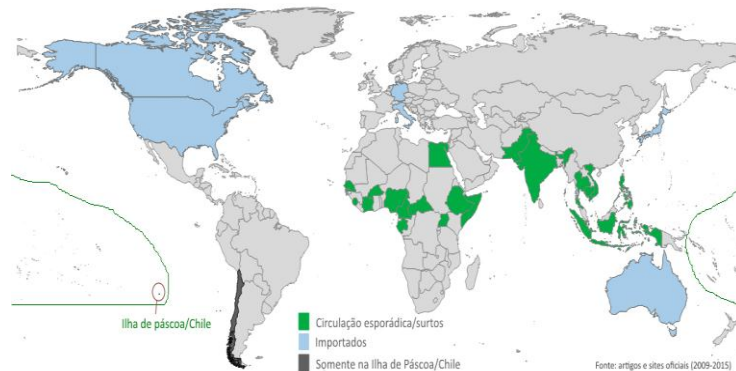 Ilha de páscoa/Chile
Circulação esporádica/surtos
Importados
Somente na Ilha de Páscoa/Chile
Fonte: artigos e sites oficiais (2009-2015)